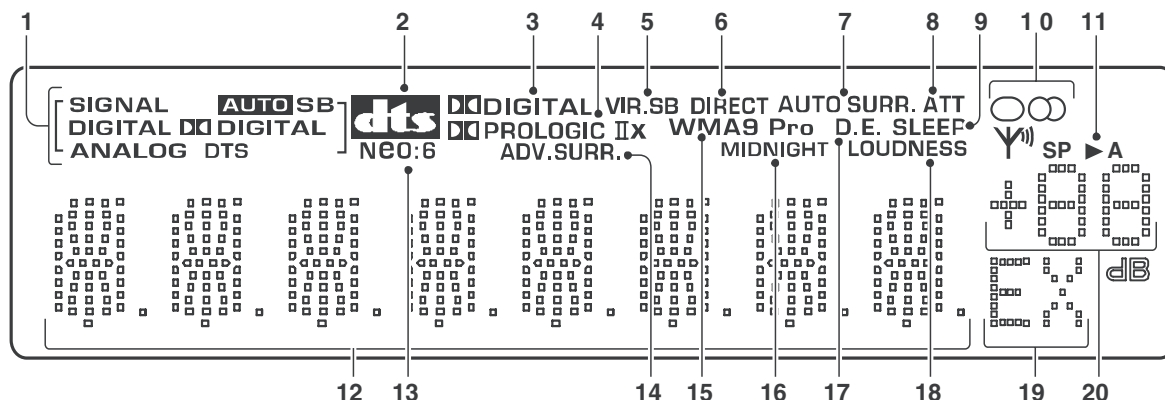 1 2 3 4 5 6 7 8 9 10 11
SIGNAL AUTO SB dts DIGITAL VIR.SB DIRECT AUTO SURR. ATT
DIGITAL DIGITAL PROLOGIC IIx WMA9 Pro D.E. SLEEP
ANALOG DTS Neo:6 ADV.SURR. MIDNIGHT LOUDNESS SP ►A
+88
dB
EX
12 13 14 15 16 17 18 19 20